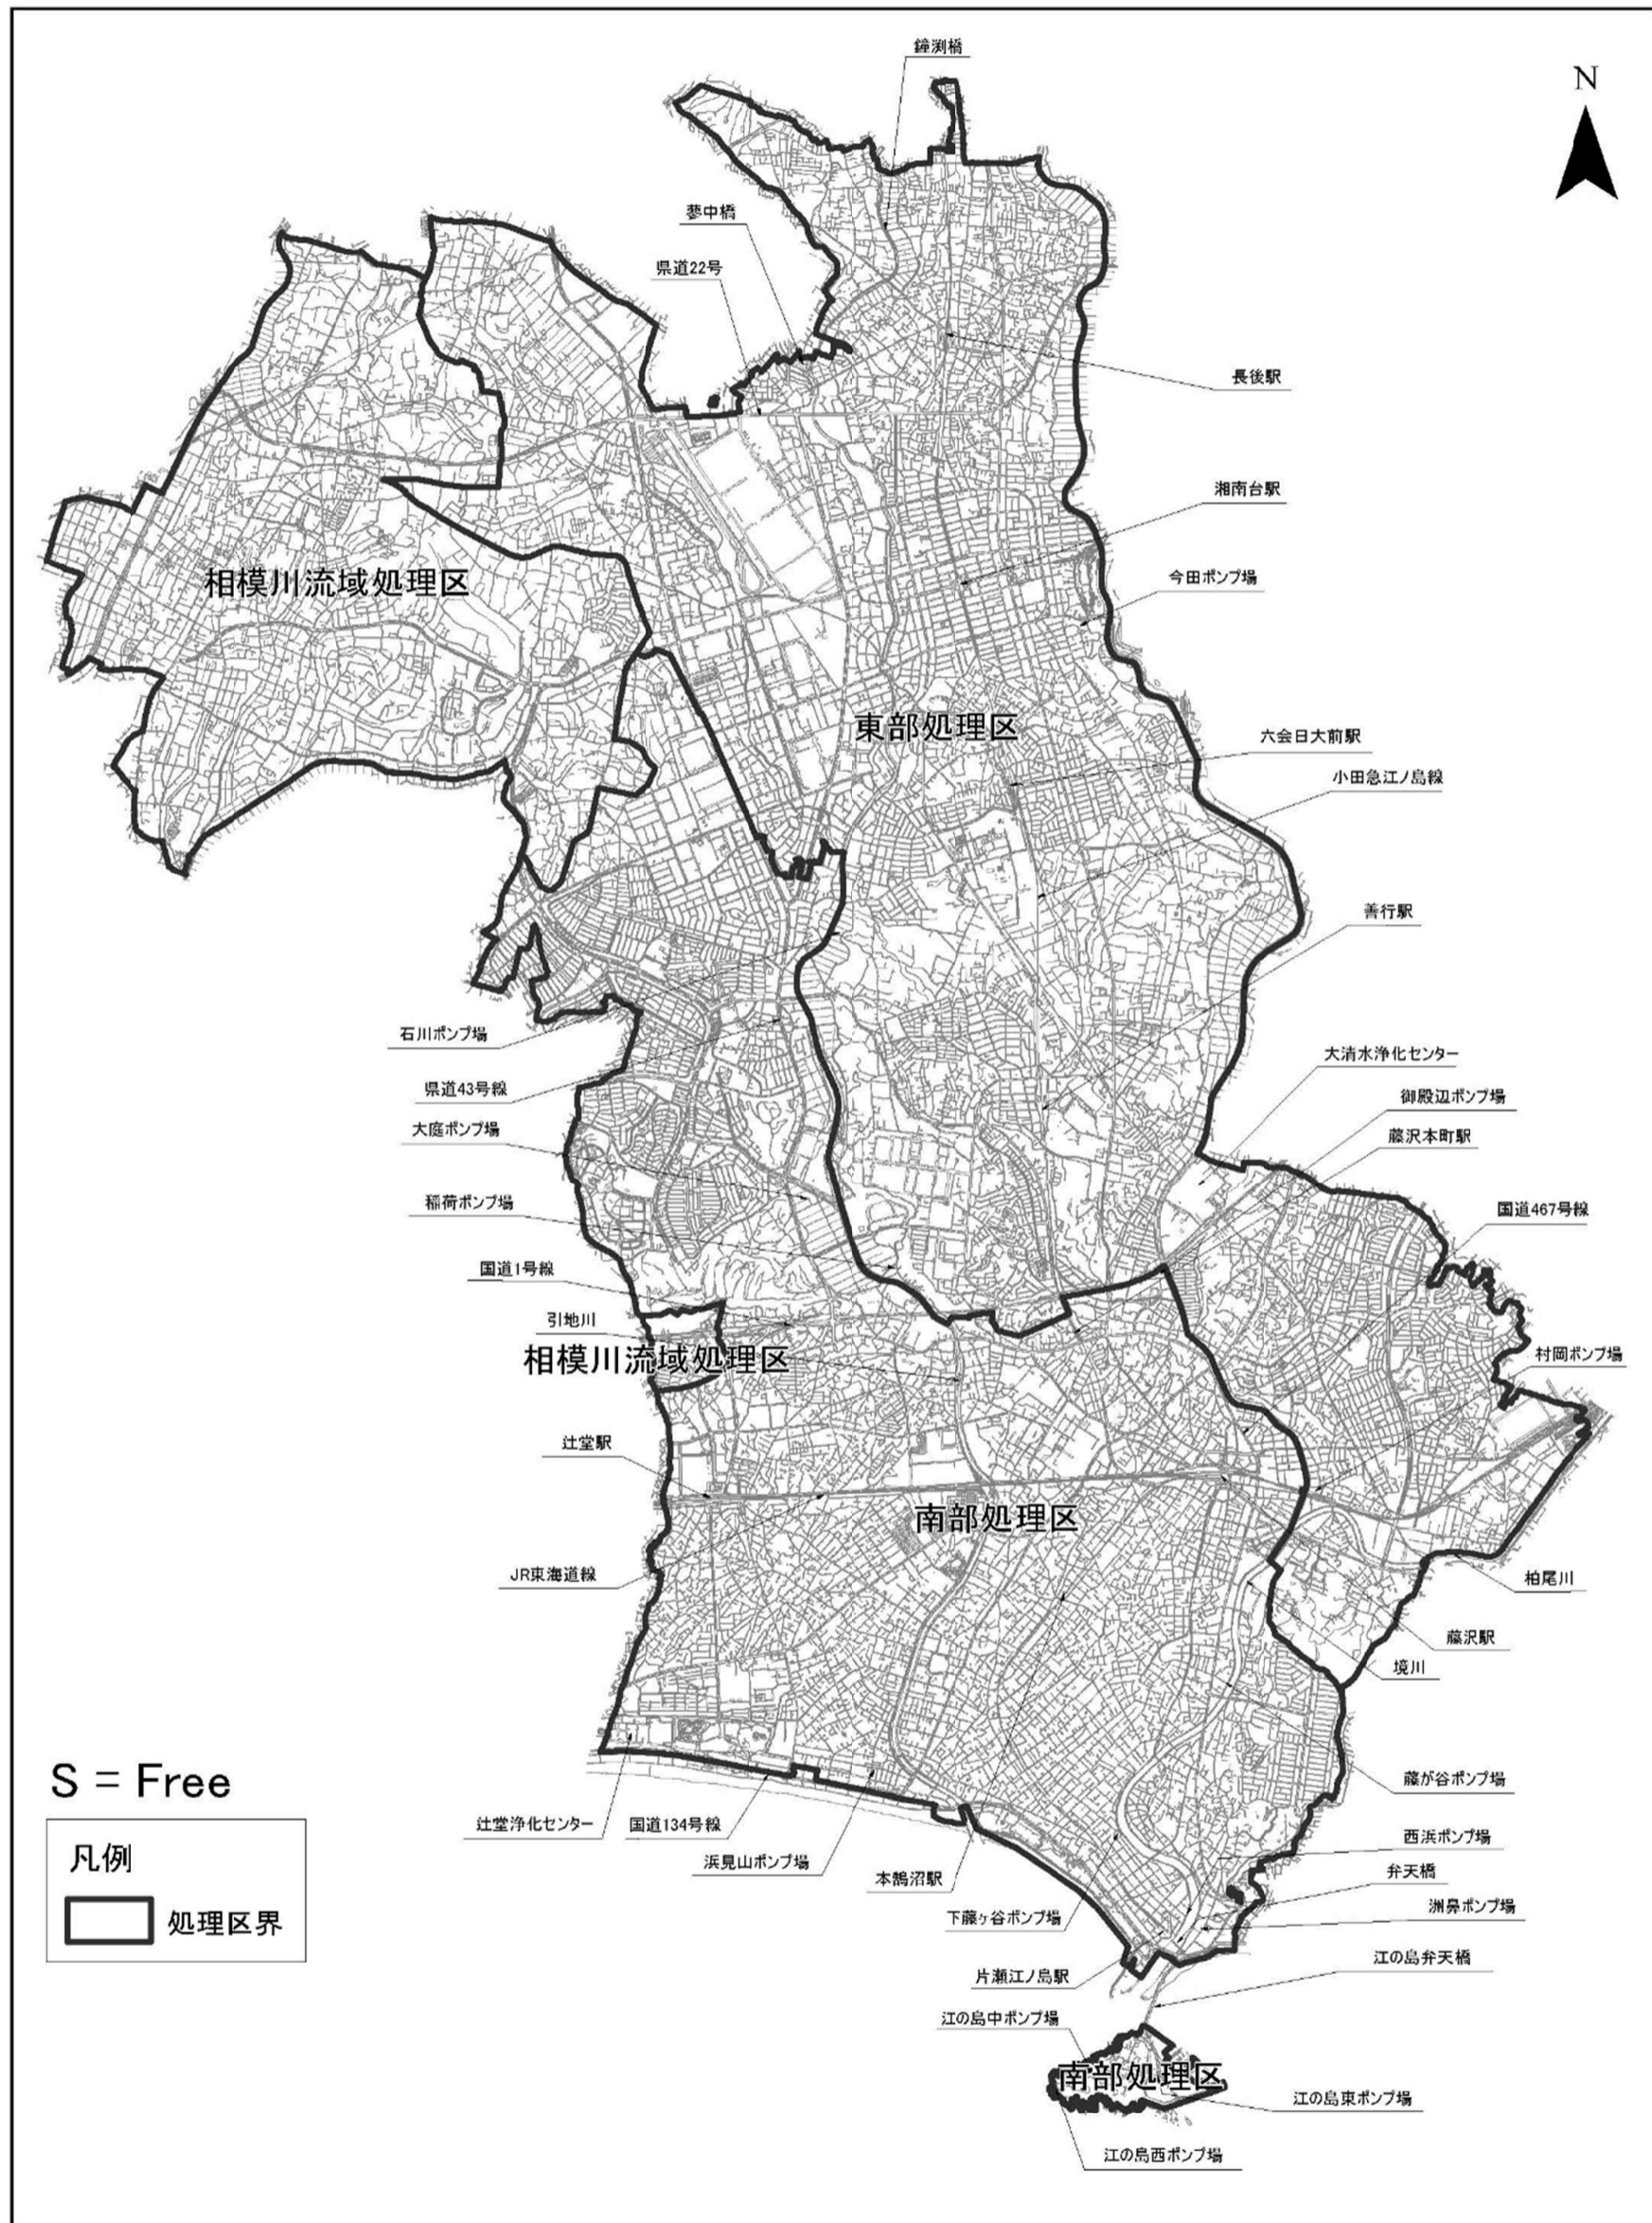 鐘渕橋
N
蓼中橋
県道22号
長後駅
湘南台駅
今田ポンプ場
相模川流域処理区
東部処理区
六会日大前駅
小田急江ノ島線
善行駅
石川ポンプ場
大清水浄化センター
県道43号線
御殿辺ポンプ場
大庭ポンプ場
藤沢本町駅
稲荷ポンプ場
国道467号線
国道1号線
引地川
相模川流域処理区
村岡ポンプ場
辻堂駅
南部処理区
JR東海道線
柏尾川
藤沢駅
境川
S = Free
藤が谷ポンプ場
辻堂浄化センター
国道134号線
浜見山ポンプ場
西浜ポンプ場
凡例
本鵠沼駅
弁天橋
下藤ヶ谷ポンプ場
洲鼻ポンプ場
処理区界
片瀬江ノ島駅
江の島弁天橋
江の島中ポンプ場
南部処理区
江の島東ポンプ場
江の島西ポンプ場